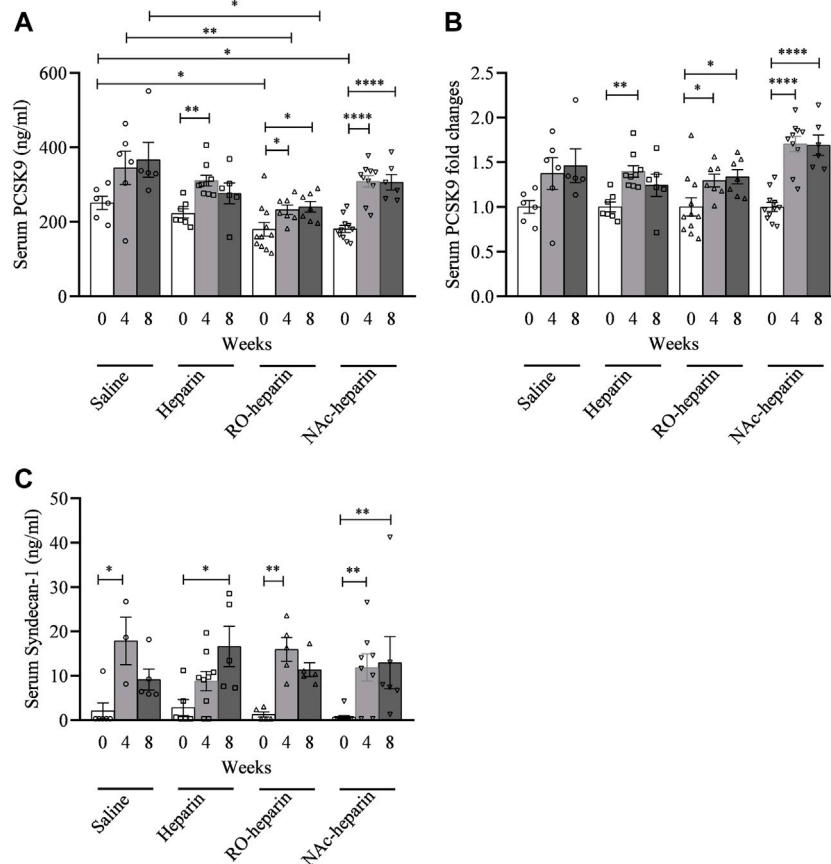 A
B
*
**
*
*
**
*
*
****
****
Serum PCSK9 (ng/ml)
600
400
200
0
0 4 8 0 4 8 0 4 8 0 4 8
Weeks
Saline Heparin RO-heparin NAc-heparin
**
*
*
****
****
Serum PCSK9 fold changes
2.5
2.0
1.5
1.0
0.5
0.0
0 4 8 0 4 8 0 4 8 0 4 8
Weeks
Saline Heparin RO-heparin NAc-heparin
C
*
*
**
**
**
Serum Syndecan-1 (ng/ml)
50
40
30
20
10
0
0 4 8 0 4 8 0 4 8 0 4 8
Weeks
Saline Heparin RO-heparin NAc-heparin